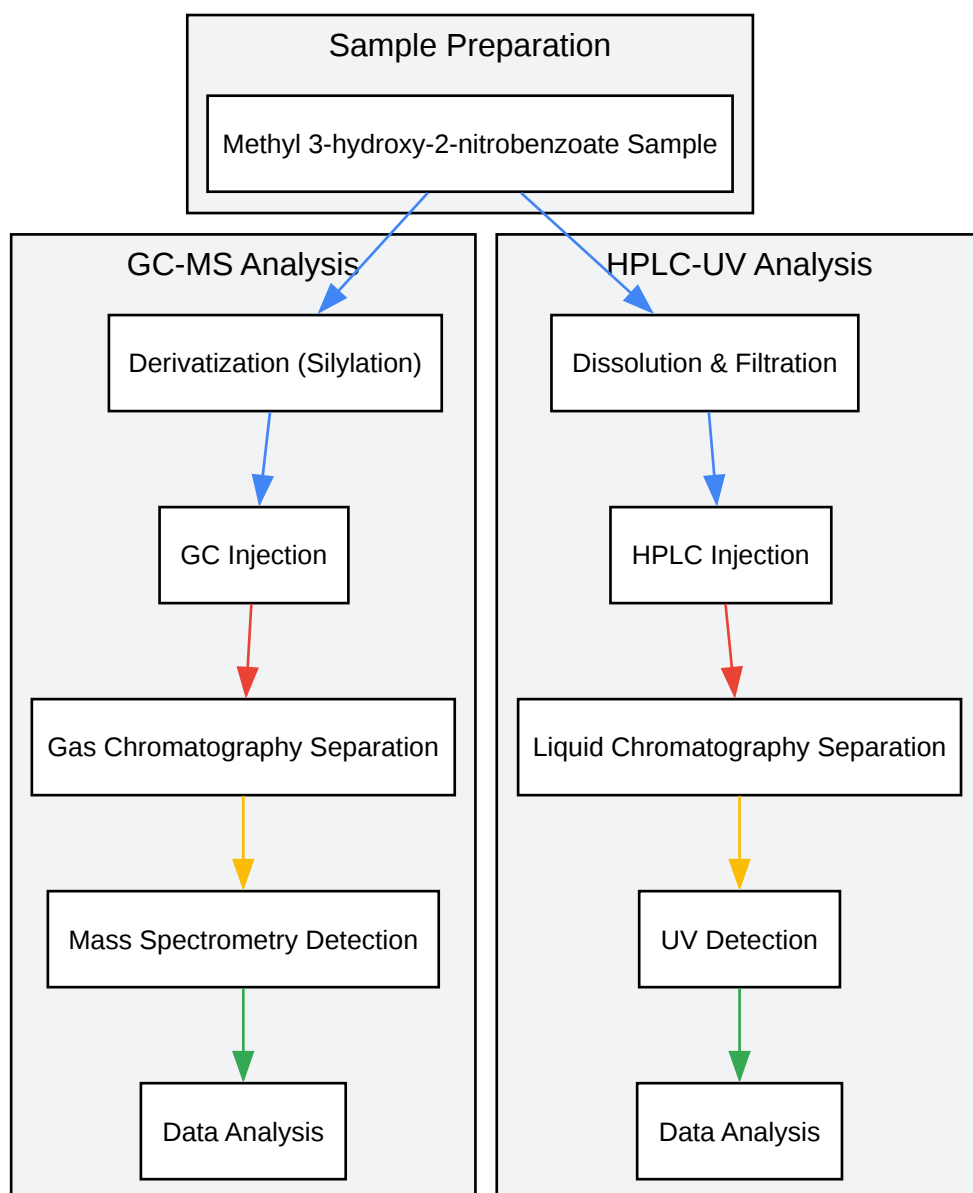 Sample Preparation
Methyl 3-hydroxy-2-nitrobenzoate Sample
GC-MS Analysis
Derivatization (Silylation)
GC Injection
Gas Chromatography Separation
Mass Spectrometry Detection
Data Analysis
HPLC-UV Analysis
Dissolution & Filtration
HPLC Injection
Liquid Chromatography Separation
UV Detection
Data Analysis